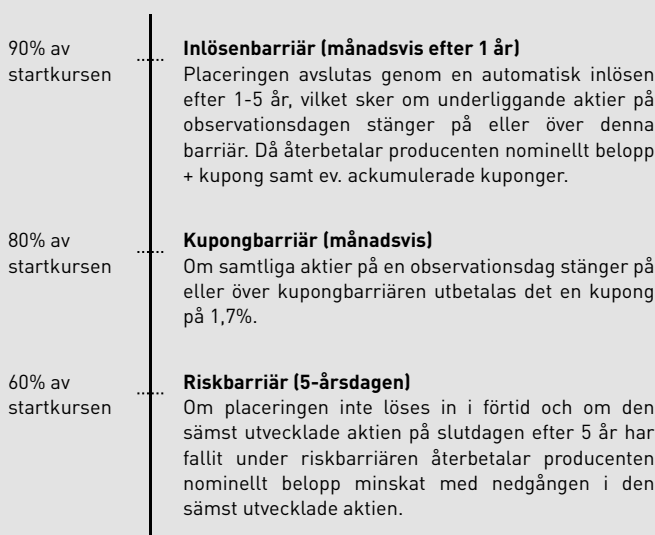 90% av
startkursen
Inlösenbarriär (månadsvis efter 1 år)
Placeringen avslutas genom en automatisk inlösen
efter 1-5 år, vilket sker om underliggande aktier på
observationsdagen stänger på eller över denna
barriär. Då återbetalar producenten nominellt belopp
+ kupong samt ev. ackumulerade kuponger.
80% av
startkursen
Kupongbarriär (månadsvis)
Om samtliga aktier på en observationsdag stänger på
eller över kupongbarriären utbetalas det en kupong
på 1,7%.
60% av
startkursen
Riskbarriär (5-årsdagen)
Om placeringen inte löses in i förtid och om den
sämst utvecklade aktien på slutdagen efter 5 år har
fallit under riskbarriären återbetalar producenten
nominellt belopp minskat med nedgången i den
sämst utvecklade aktien.